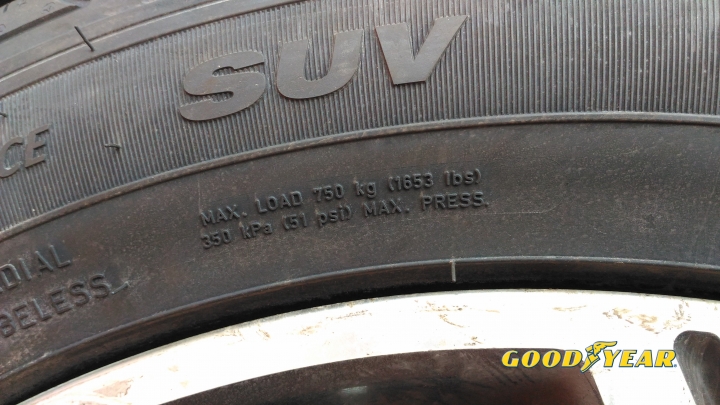 SUV
CE
MAX. LOAD 750 kg (1653 lbs)
350 kPa (51 psi) MAX. PRESS.
DIAL
BELESS
GOODYEAR